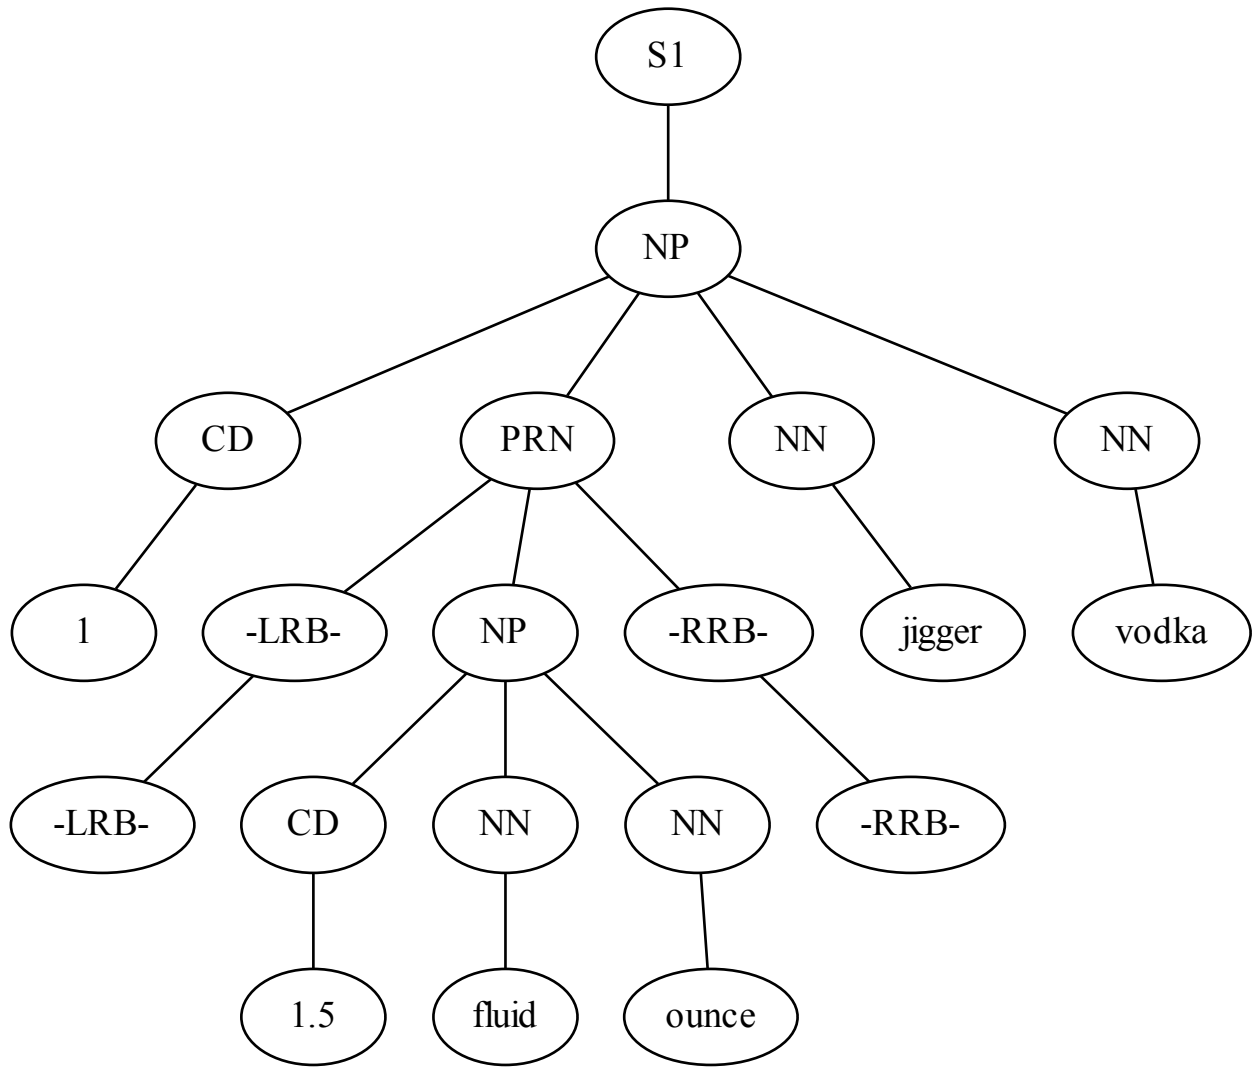 S1
NP
CD PRN NN NN
1 -LRB- NP -RRB- jigger vodka
-LRB- CD NN NN -RRB-
1.5 fluid ounce